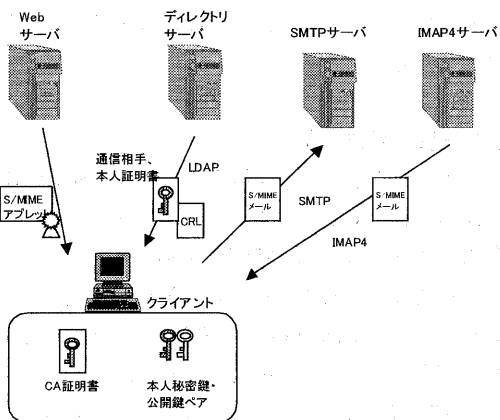 Web
サーバ
ディレクトリ
サーバ
SMTPサーバ
IMAP4サーバ
通信相手、
本人証明書
LDAP
S/MIME
アプレット
CRL
S/MIME
メール
SMTP
S/MIME
メール
IMAP4
クライアント
CA証明書
本人秘密鍵・
公開鍵ペア